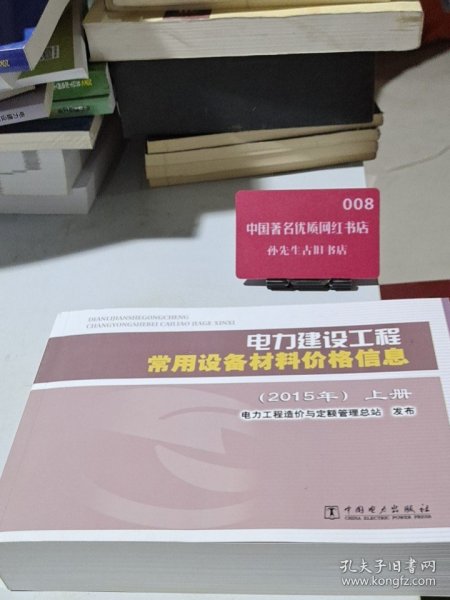 008
中国著名优质网红书店
孙先生古旧书店
DIANLIJIANSHEGONGCHENG
CHANGYONGSHEBEI CAILIAO JIAGE XINXI
电力建设工程
常用设备材料价格信息
(2015年) 上册
电力工程造价与定额管理总站 发布
中国电力出版社
CHINA ELECTRIC POWER PRESS
孔夫子旧书网
www.kongfz.com